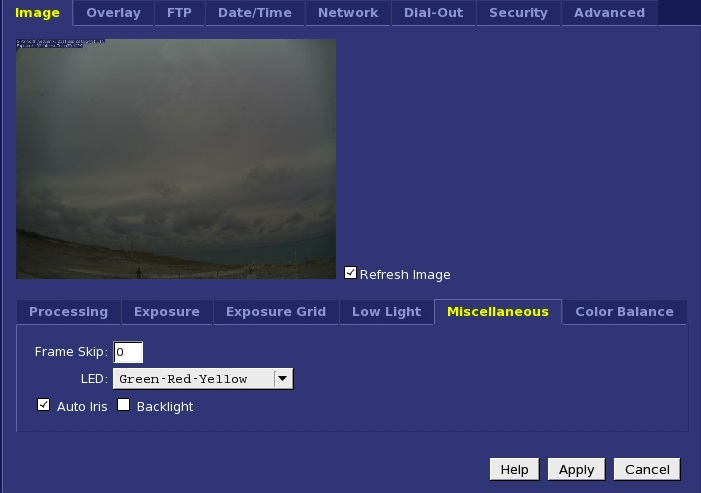 Image Overlay FTP Date/Time Network Dial-Out Security Advanced
Refresh Image
Processing Exposure Exposure Grid Low Light Miscellaneous Color Balance
Frame Skip: 0
LED: Green-Red-Yellow
Auto Iris Backlight
Help Apply Cancel